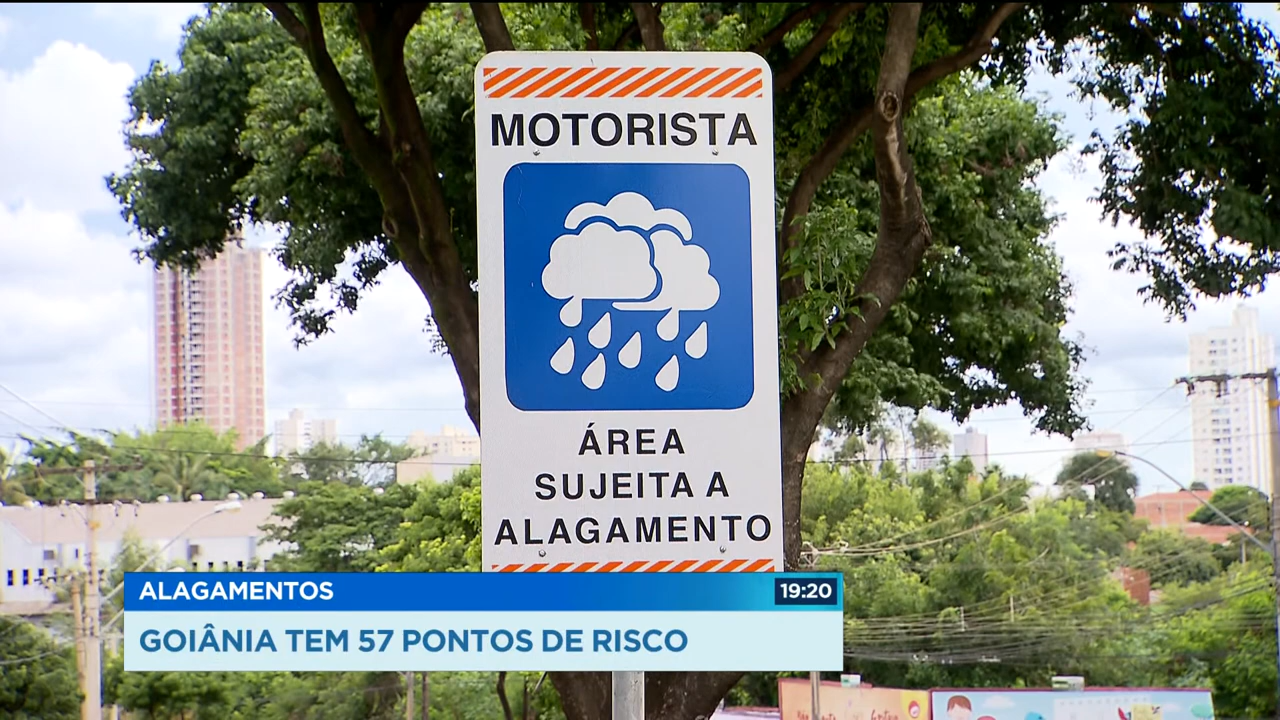 MOTORISTA
ÁREA
SUJEITA A
ALAGAMENTO
ALAGAMENTOS
19:20
GOIÂNIA TEM 57 PONTOS DE RISCO